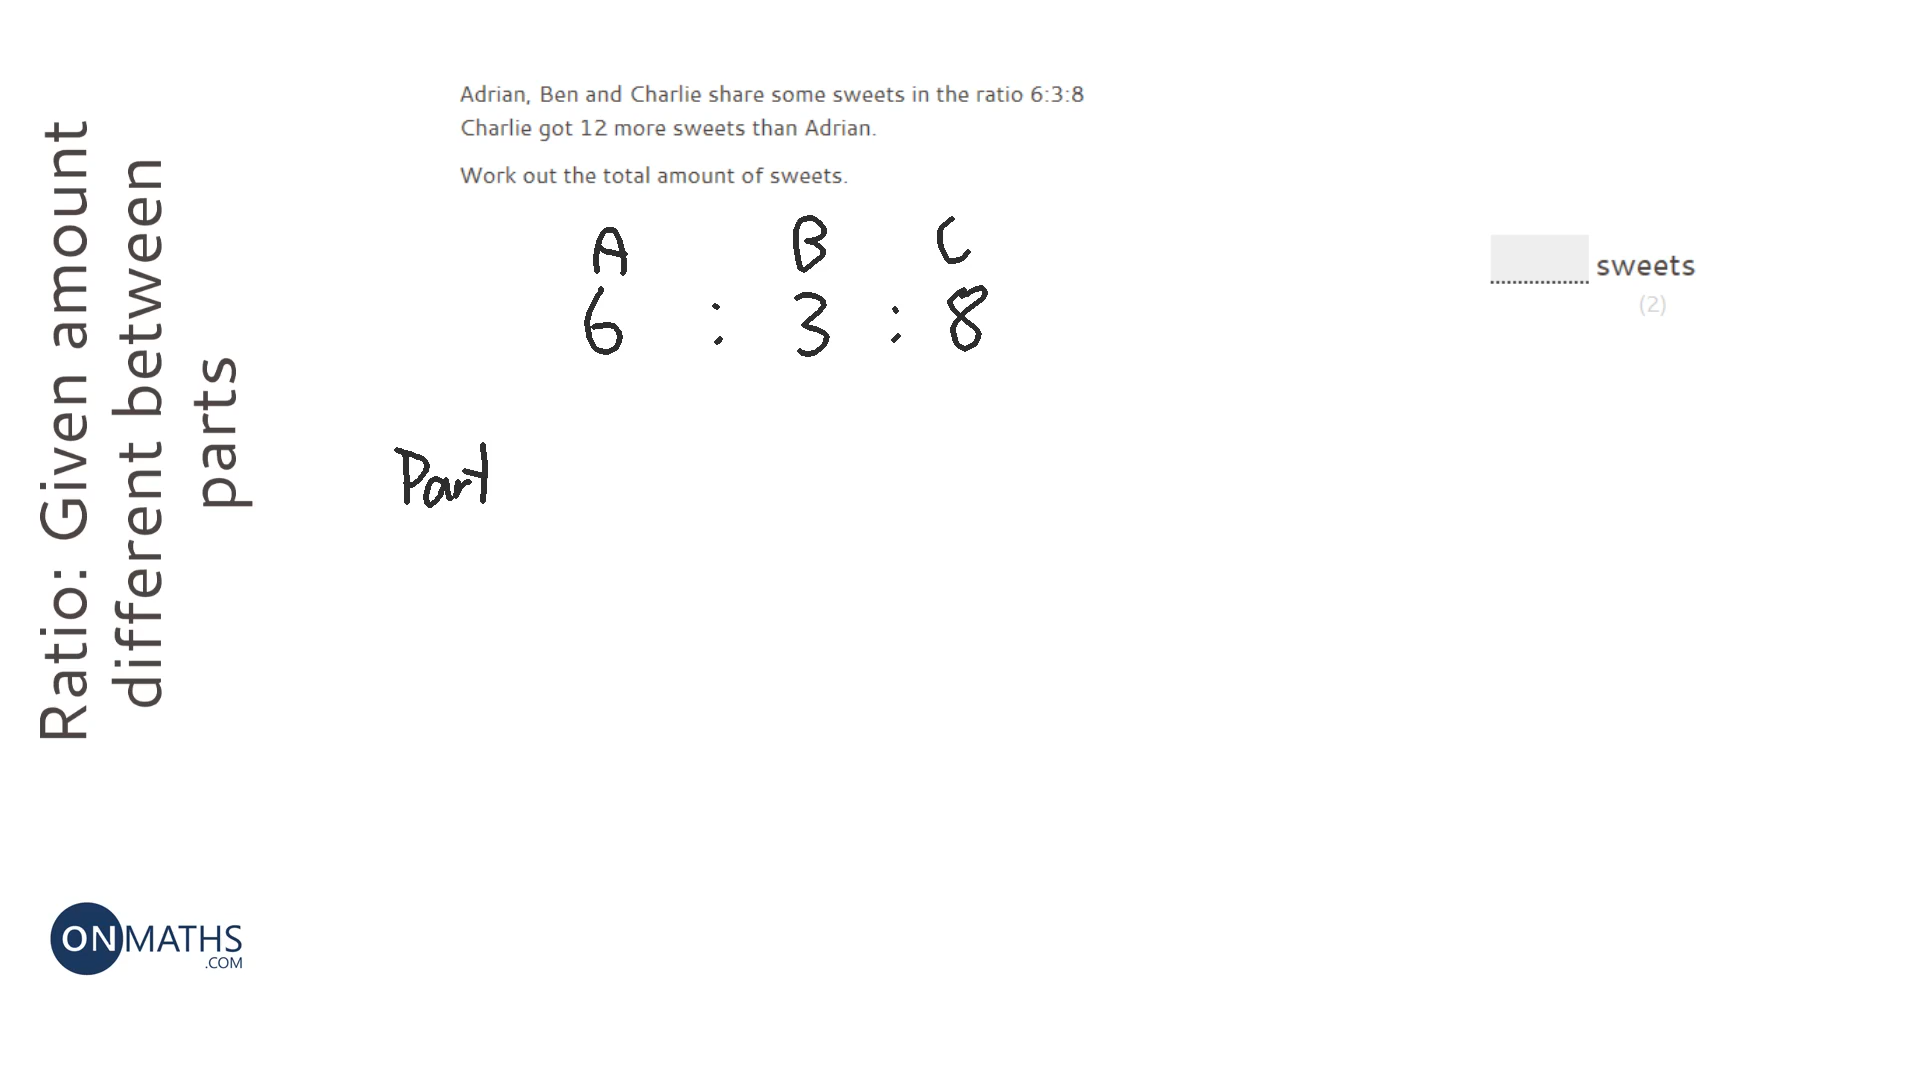 Ratio: Given amount
different between
parts
Adrian, Ben and Charlie share some sweets in the ratio 6:3:8
Charlie got 12 more sweets than Adrian.
Work out the total amount of sweets.
A B C
6 : 3 : 8
Part
sweets
(2)
ONMATHS
.COM